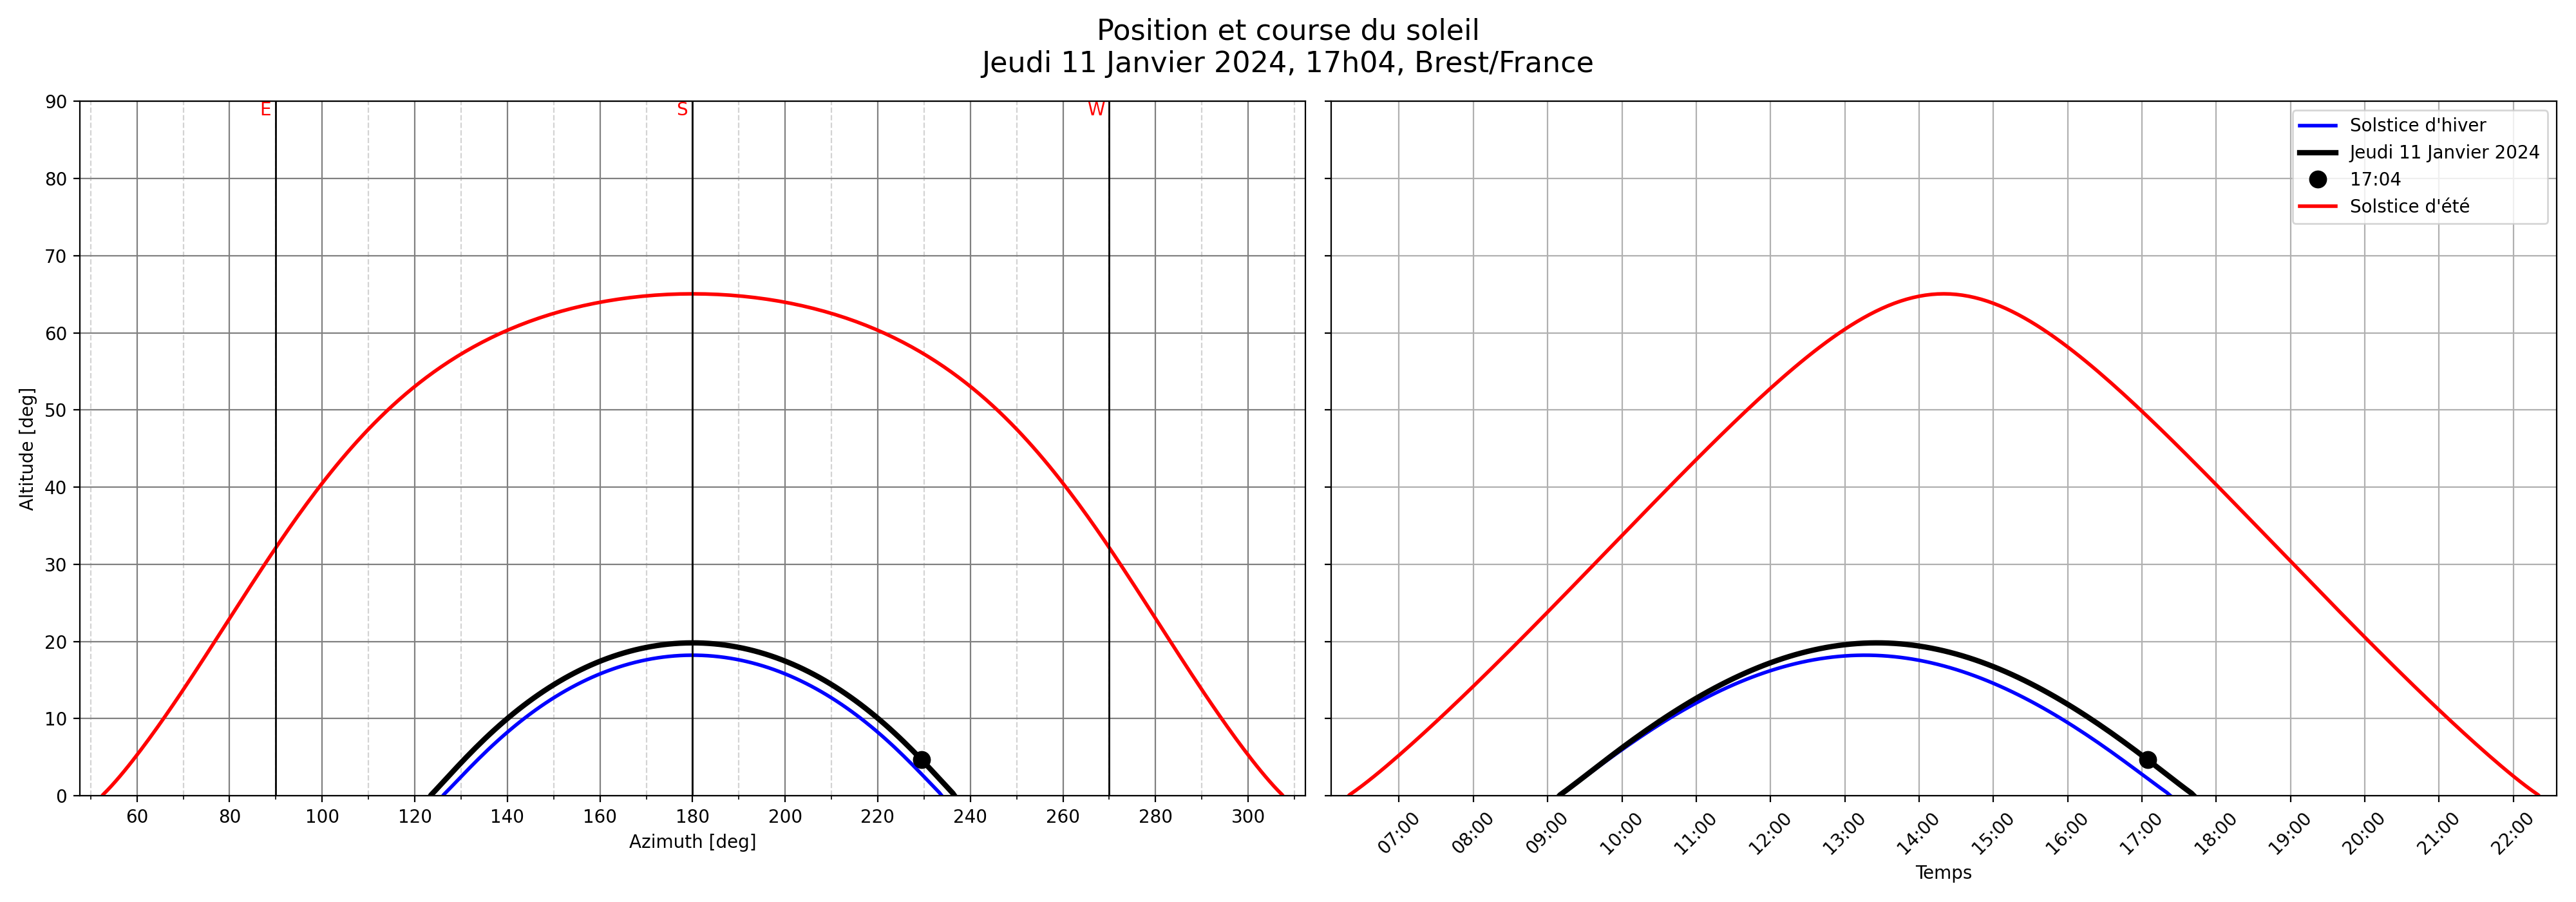 Position et course du soleil
Jeudi 11 Janvier 2024, 17h04, Brest/France
E
S
W
90
80
70
60
50
40
30
20
10
0
Altitude [deg]
60 80 100 120 140 160 180 200 220 240 260 280 300
Azimuth [deg]
Solstice d'hiver
Jeudi 11 Janvier 2024
17:04
Solstice d'été
07:00 08:00 09:00 10:00 11:00 12:00 13:00 14:00 15:00 16:00 17:00 18:00 19:00 20:00 21:00 22:00
Temps